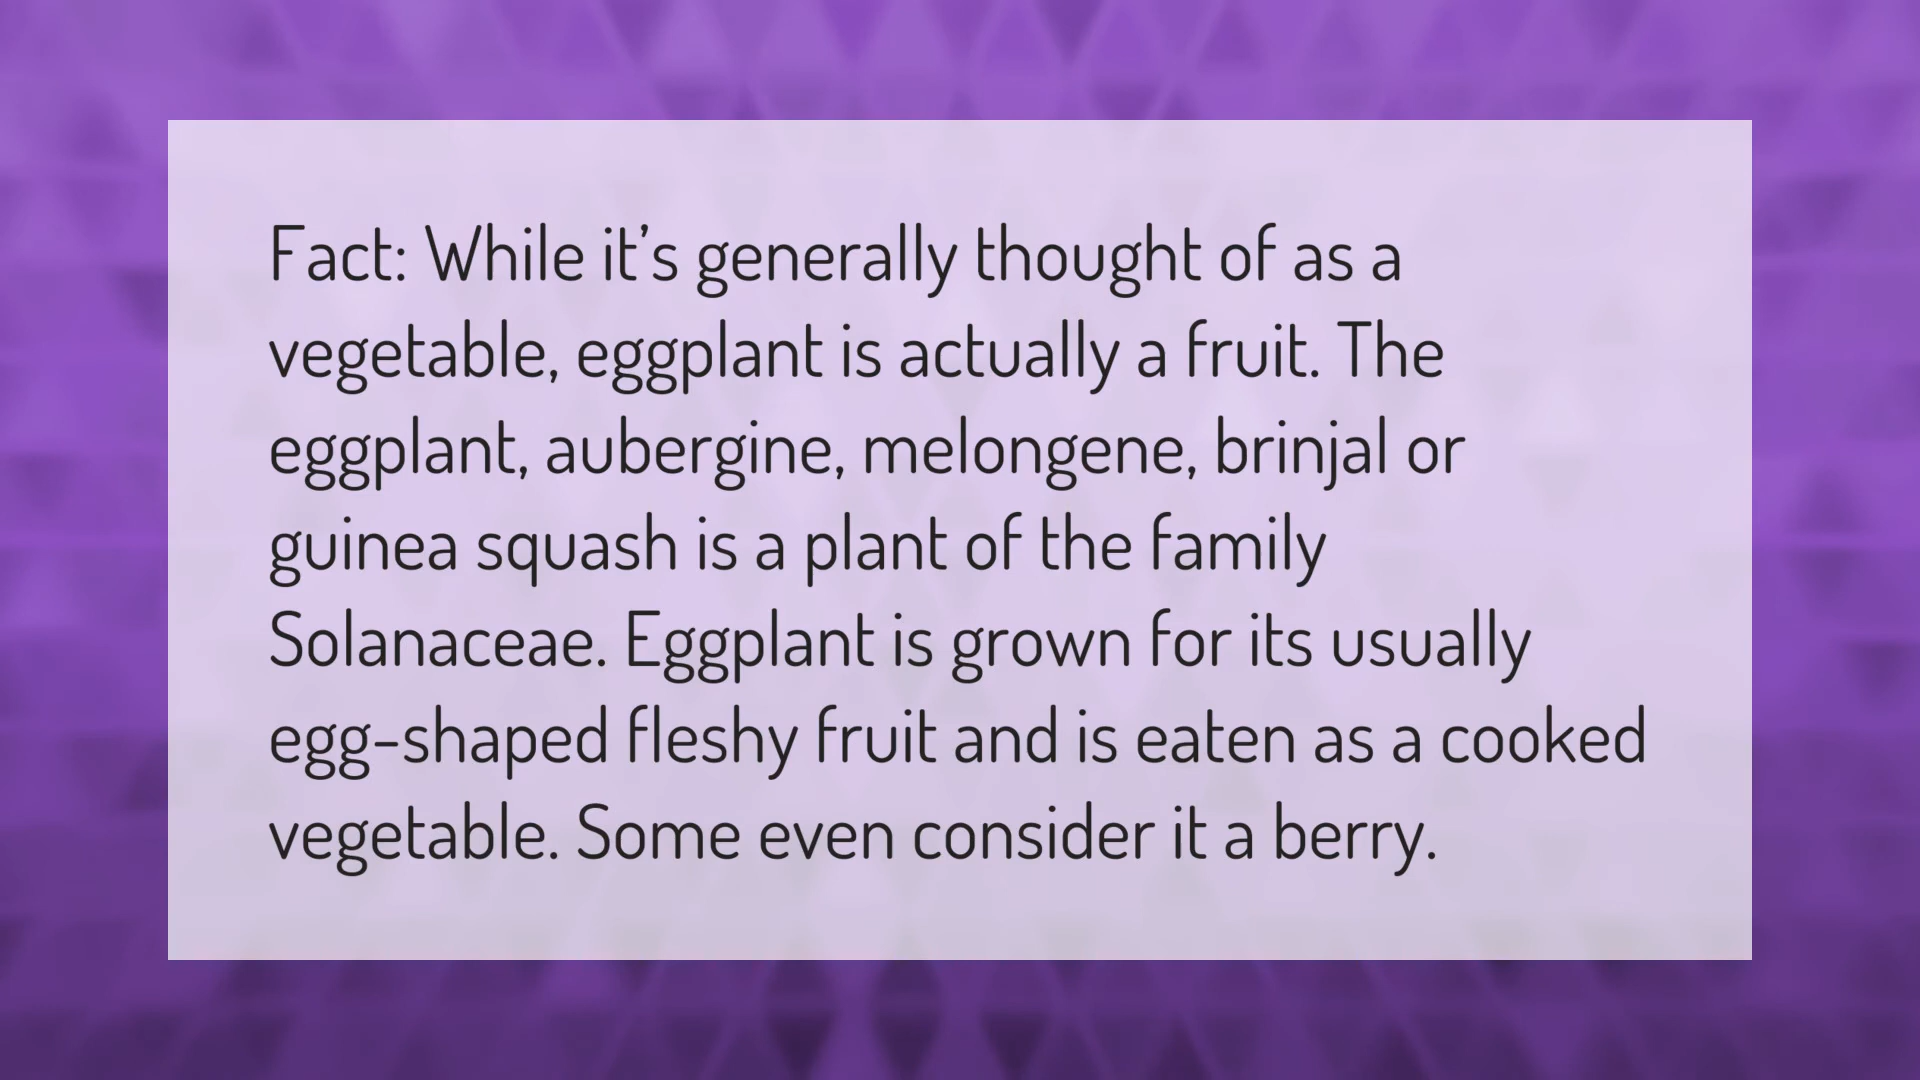 Fact: While it’s generally thought of as a
vegetable, eggplant is actually a fruit. The
eggplant, aubergine, melongene, brinjal or
guinea squash is a plant of the family
Solanaceae. Eggplant is grown for its usually
egg-shaped fleshy fruit and is eaten as a cooked
vegetable. Some even consider it a berry.